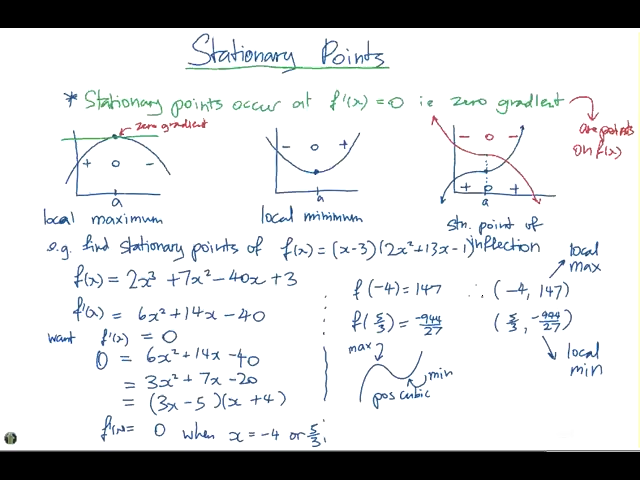 Stationary Points
* Stationary points occur at f'(x) = 0 ie zero gradient
are points
on f(x)
zero gradient
+ 0 -
a
local maximum
- 0 +
a
local minimum
- 0 -
+ 0 +
a
stn. point of
inflection
e.g. find stationary points of f(x) = (x-3)(2x²+13x-1)
f(x) = 2x³ + 7x² - 40x + 3
f'(x) = 6x² + 14x - 40
want f'(x) = 0
0 = 6x² + 14x - 40
= 3x² + 7x - 20
= (3x - 5)(x + 4)
f'(x) = 0 when x = -4 or 5/3
f(-4) = 147 ∴ (-4, 147)
local
max
f(5/3) = -944/27 (5/3, -944/27)
local
min
max
min
pos cubic